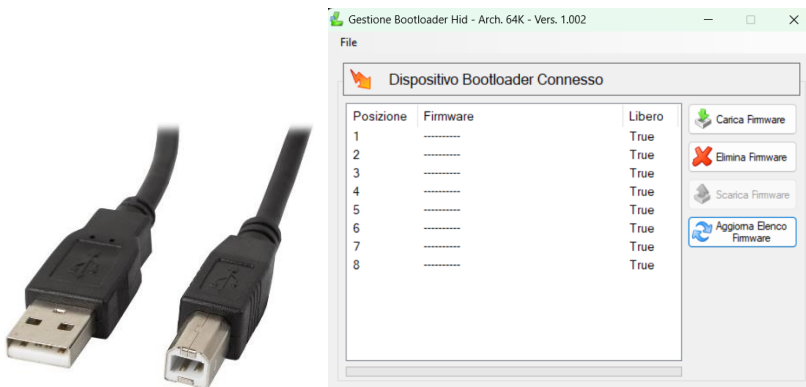 Gestione Bootloader Hid - Arch. 64K - Vers. 1.002
File
Dispositivo Bootloader Connesso
Posizione Firmware Libero
1 ---------- True
2 ---------- True
3 ---------- True
4 ---------- True
5 ---------- True
6 ---------- True
7 ---------- True
8 ---------- True
Carica Firmware
Elimina Firmware
Scarica Firmware
Aggiorna Elenco
Firmware